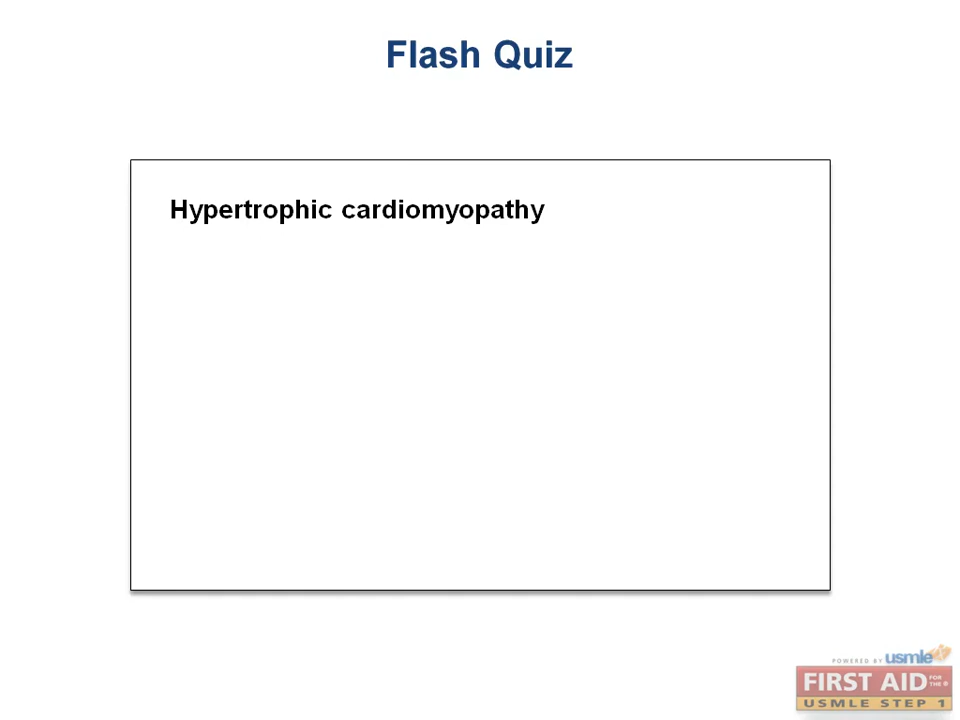 Flash Quiz
Hypertrophic cardiomyopathy
POWERED BY usmle
FIRST AID FOR THE ®
USMLE STEP 1